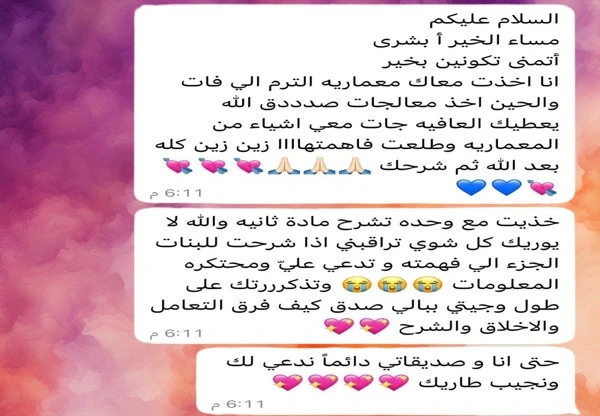 السلام عليكم
مساء الخير أ بشرى
أتمنى تكونين بخير
انا اخذت معاك معماريه الترم الي فات
والحين اخذ معالجات صدددق الله
يعطيك العافيه جات معي اشياء من
المعماريه وطلعت فاهمتهاااا زين زين كله
بعد الله ثم شرحك 🙏🏻🙏🏻🙏🏻💘💘💘
💘💙💙
6:11 م
خذيت مع وحده تشرح مادة ثانيه والله لا
يوريك كل شوي تراقبني اذا شرحت للبنات
الجزء الي فهمته و تدعي عليّ ومحتكره
المعلومات 😭😭😭 وتذكررررتك على
طول وجيتي ببالي صدق كيف فرق التعامل
والاخلاق والشرح 💖💖
6:11 م
حتى انا و صديقاتي دائماً ندعي لك
ونجيب طاريك 💖💖💖💖
6:11 م